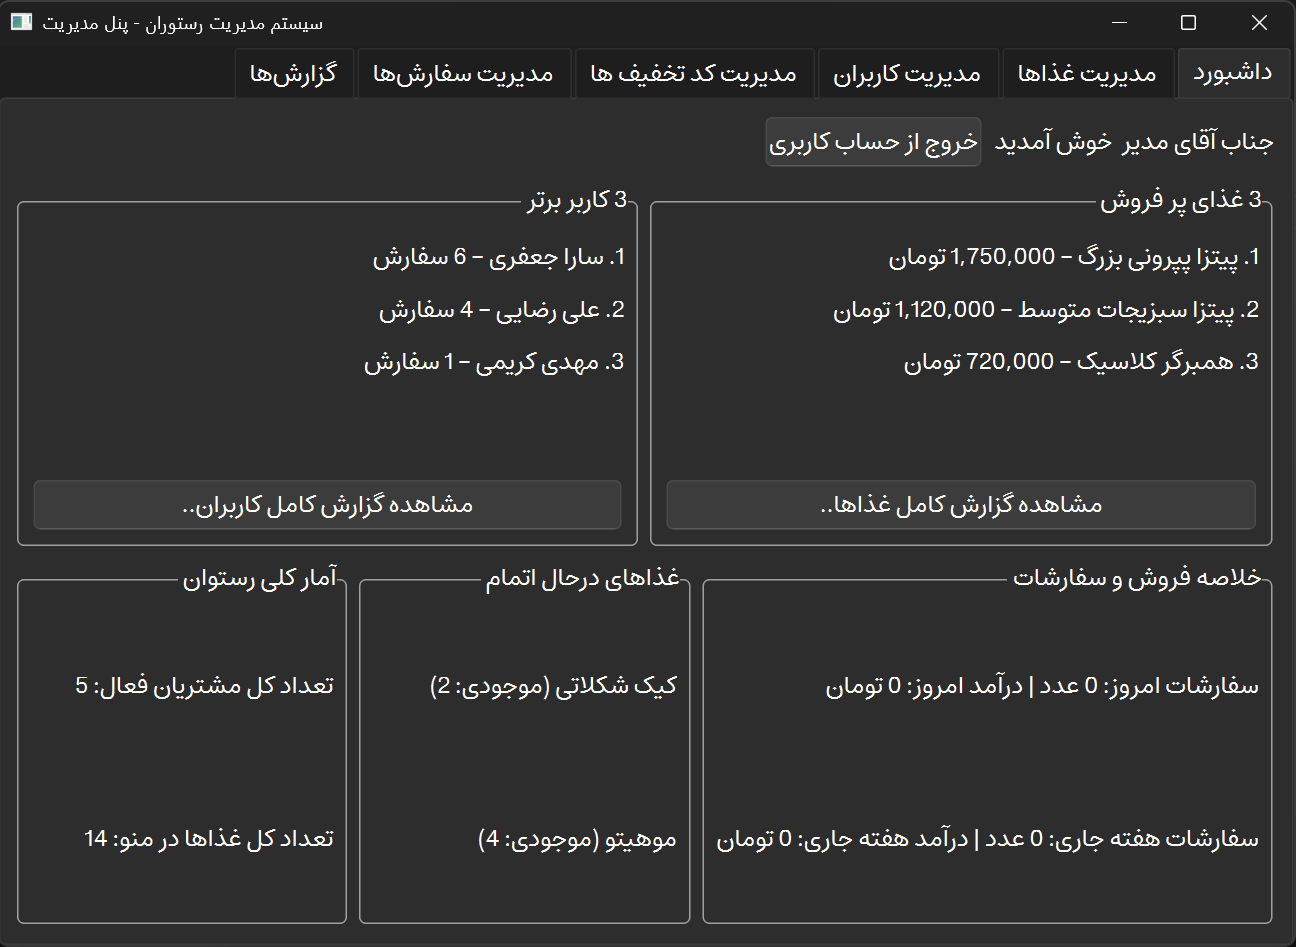 سیستم مدیریت رستوران - پنل مدیریت
داشبورد
مدیریت غذاها
مدیریت کاربران
مدیریت کد تخفیف ها
مدیریت سفارش‌ها
گزارش‌ها
جناب آقای مدیر خوش آمدید
خروج از حساب کاربری
3 غذای پر فروش
1. پیتزا پپرونی بزرگ – 1,750,000 تومان
2. پیتزا سبزیجات متوسط – 1,120,000 تومان
3. همبرگر کلاسیک – 720,000 تومان
مشاهده گزارش کامل غذاها..
3 کاربر برتر
1. سارا جعفری – 6 سفارش
2. علی رضایی – 4 سفارش
3. مهدی کریمی – 1 سفارش
مشاهده گزارش کامل کاربران..
خلاصه فروش و سفارشات
سفارشات امروز: 0 عدد | درآمد امروز: 0 تومان
سفارشات هفته جاری: 0 عدد | درآمد هفته جاری: 0 تومان
غذاهای درحال اتمام
کیک شکلاتی (موجودی: 2)
موهیتو (موجودی: 4)
آمار کلی رستوان
تعداد کل مشتریان فعال: 5
تعداد کل غذاها در منو: 14